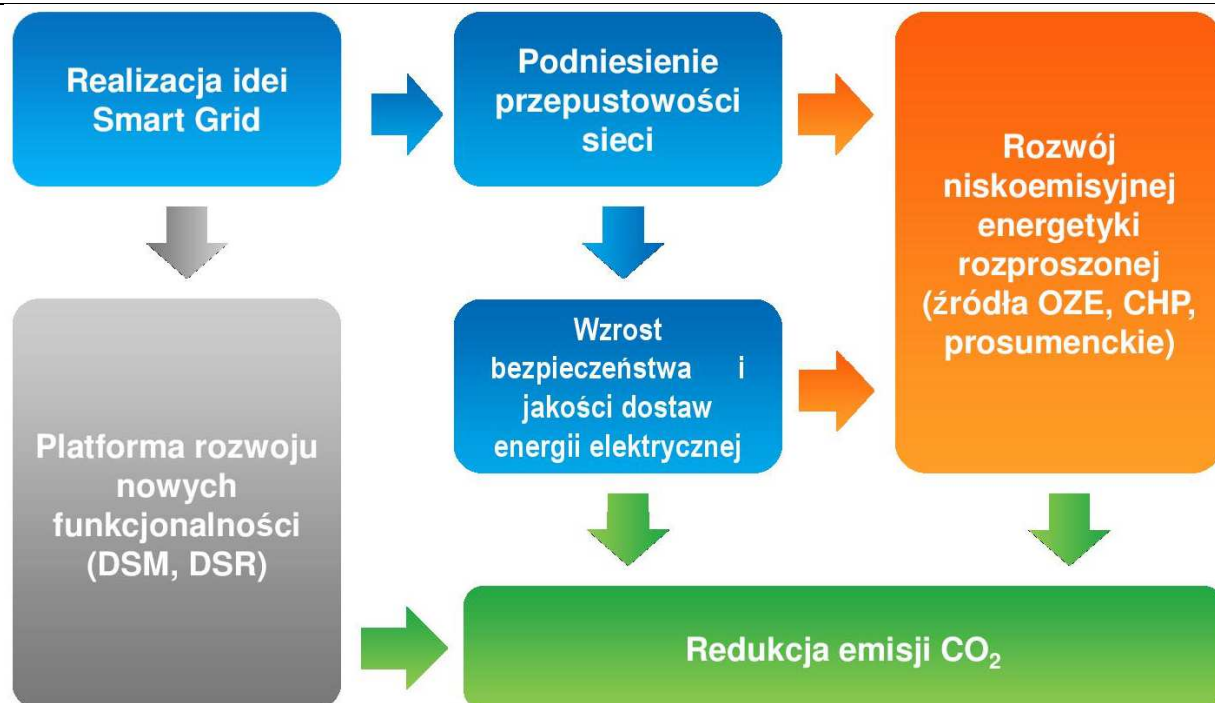 Realizacja idei
Smart Grid
Podniesienie
przepustowości
sieci
Rozwój
niskoemisyjnej
energetyki
rozproszonej
(źródła OZE, CHP,
prosumenckie)
Wzrost
bezpieczeństwa i
jakości dostaw
energii elektrycznej
Platforma rozwoju
nowych
funkcjonalności
(DSM, DSR)
Redukcja emisji CO₂